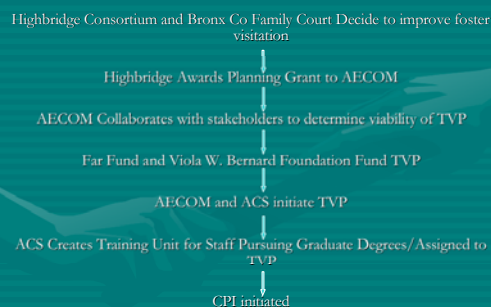 Highbridge Consortium and Bronx Co Family Court Decide to improve foster
visitation
Highbridge Awards Planning Grant to AECOM
AECOM Collaborates with stakeholders to determine viability of TVP
Far Fund and Viola W. Bernard Foundation Fund TVP
AECOM and ACS initiate TVP
ACS Creates Training Unit for Staff Pursuing Graduate Degrees/Assigned to
TVP
CPI initiated